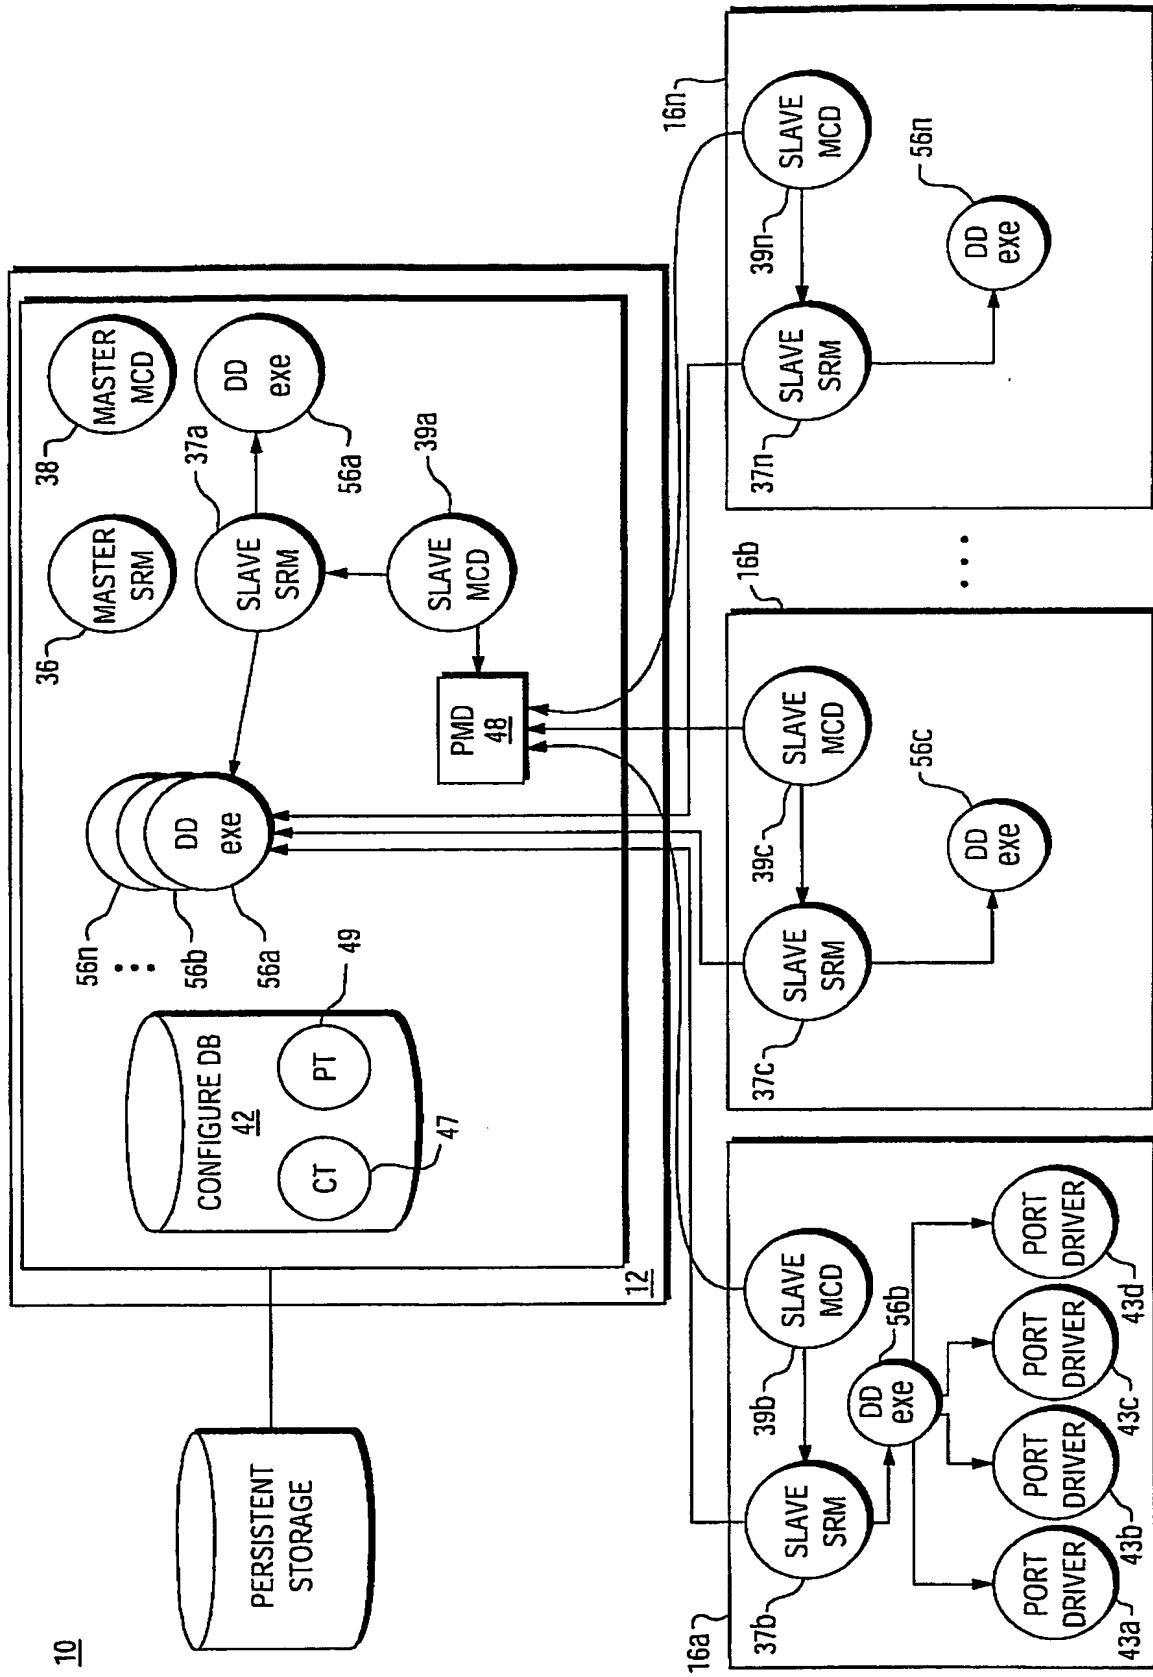 10
PERSISTENT
STORAGE
12
CONFIGURE DB
42
CT
PT
47
49
56n
56b
56a
DD
exe
36
MASTER
SRM
38
MASTER
MCD
37a
SLAVE
SRM
DD
exe
56a
39a
SLAVE
MCD
PMD
48
16a
37b
SLAVE
SRM
39b
SLAVE
MCD
56b
DD
exe
PORT
DRIVER
PORT
DRIVER
PORT
DRIVER
PORT
DRIVER
43a
43b
43c
43d
16b
37c
SLAVE
SRM
39c
SLAVE
MCD
56c
DD
exe
16n
37n
SLAVE
SRM
39n
SLAVE
MCD
56n
DD
exe